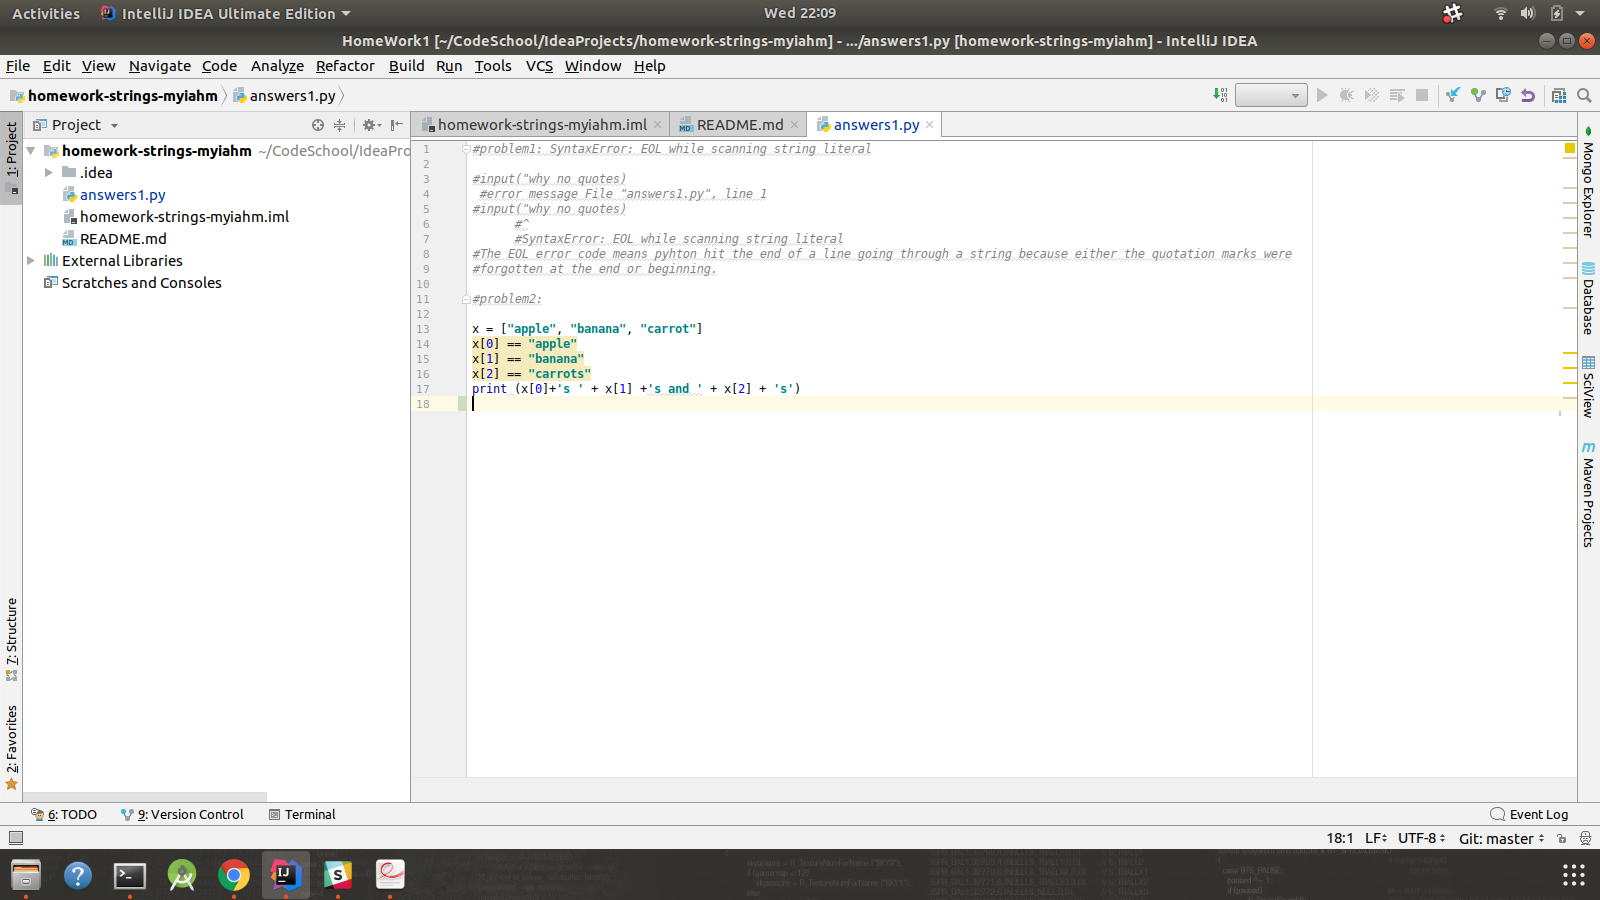 Activities
IntelliJ IDEA Ultimate Edition
Wed 22:09
HomeWork1 [~/CodeSchool/IdeaProjects/homework-strings-myiahm] - .../answers1.py [homework-strings-myiahm] - IntelliJ IDEA
File Edit View Navigate Code Analyze Refactor Build Run Tools VCS Window Help
homework-strings-myiahm answers1.py
1: Project
Project
homework-strings-myiahm ~/CodeSchool/IdeaPro
.idea
answers1.py
homework-strings-myiahm.iml
README.md
External Libraries
Scratches and Consoles
7: Structure
2: Favorites
homework-strings-myiahm.iml README.md answers1.py
1 #problem1: SyntaxError: EOL while scanning string literal
2
3 #input("why no quotes)
4 #error message File "answers1.py", line 1
5 #input("why no quotes)
6 #^
7 #SyntaxError: EOL while scanning string literal
8 #The EOL error code means pyhton hit the end of a line going through a string because either the quotation marks were
9 #forgotten at the end or beginning.
10
11 #problem2:
12
13 x = ["apple", "banana", "carrot"]
14 x[0] == "apple"
15 x[1] == "banana"
16 x[2] == "carrots"
17 print (x[0]+'s ' + x[1] +'s and ' + x[2] + 's')
18
Mongo Explorer
Database
SciView
Maven Projects
6: TODO 9: Version Control Terminal
Event Log
18:1 LF UTF-8 Git: master